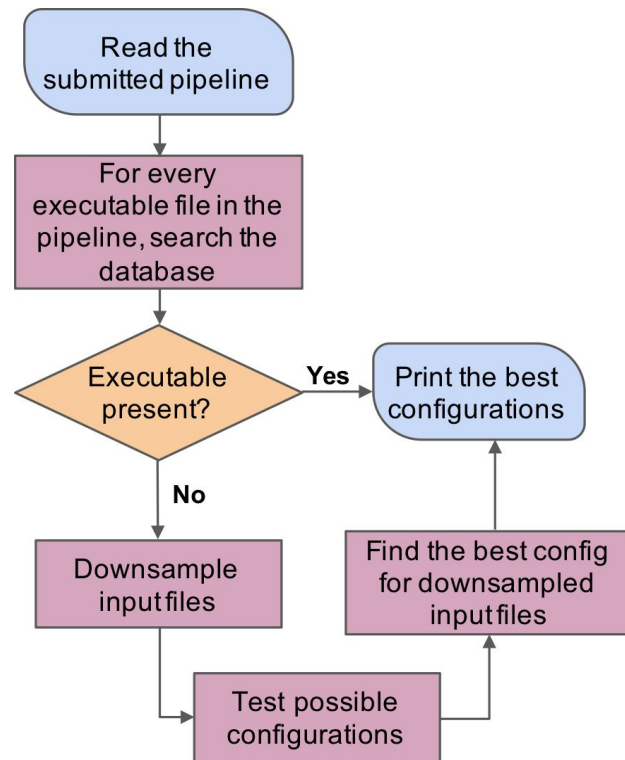 Read the
submitted pipeline
For every
executable file in the
pipeline, search the
database
Executable
present?
Yes
Print the best
configurations
No
Downsample
input files
Find the best config
for downsampled
input files
Test possible
configurations